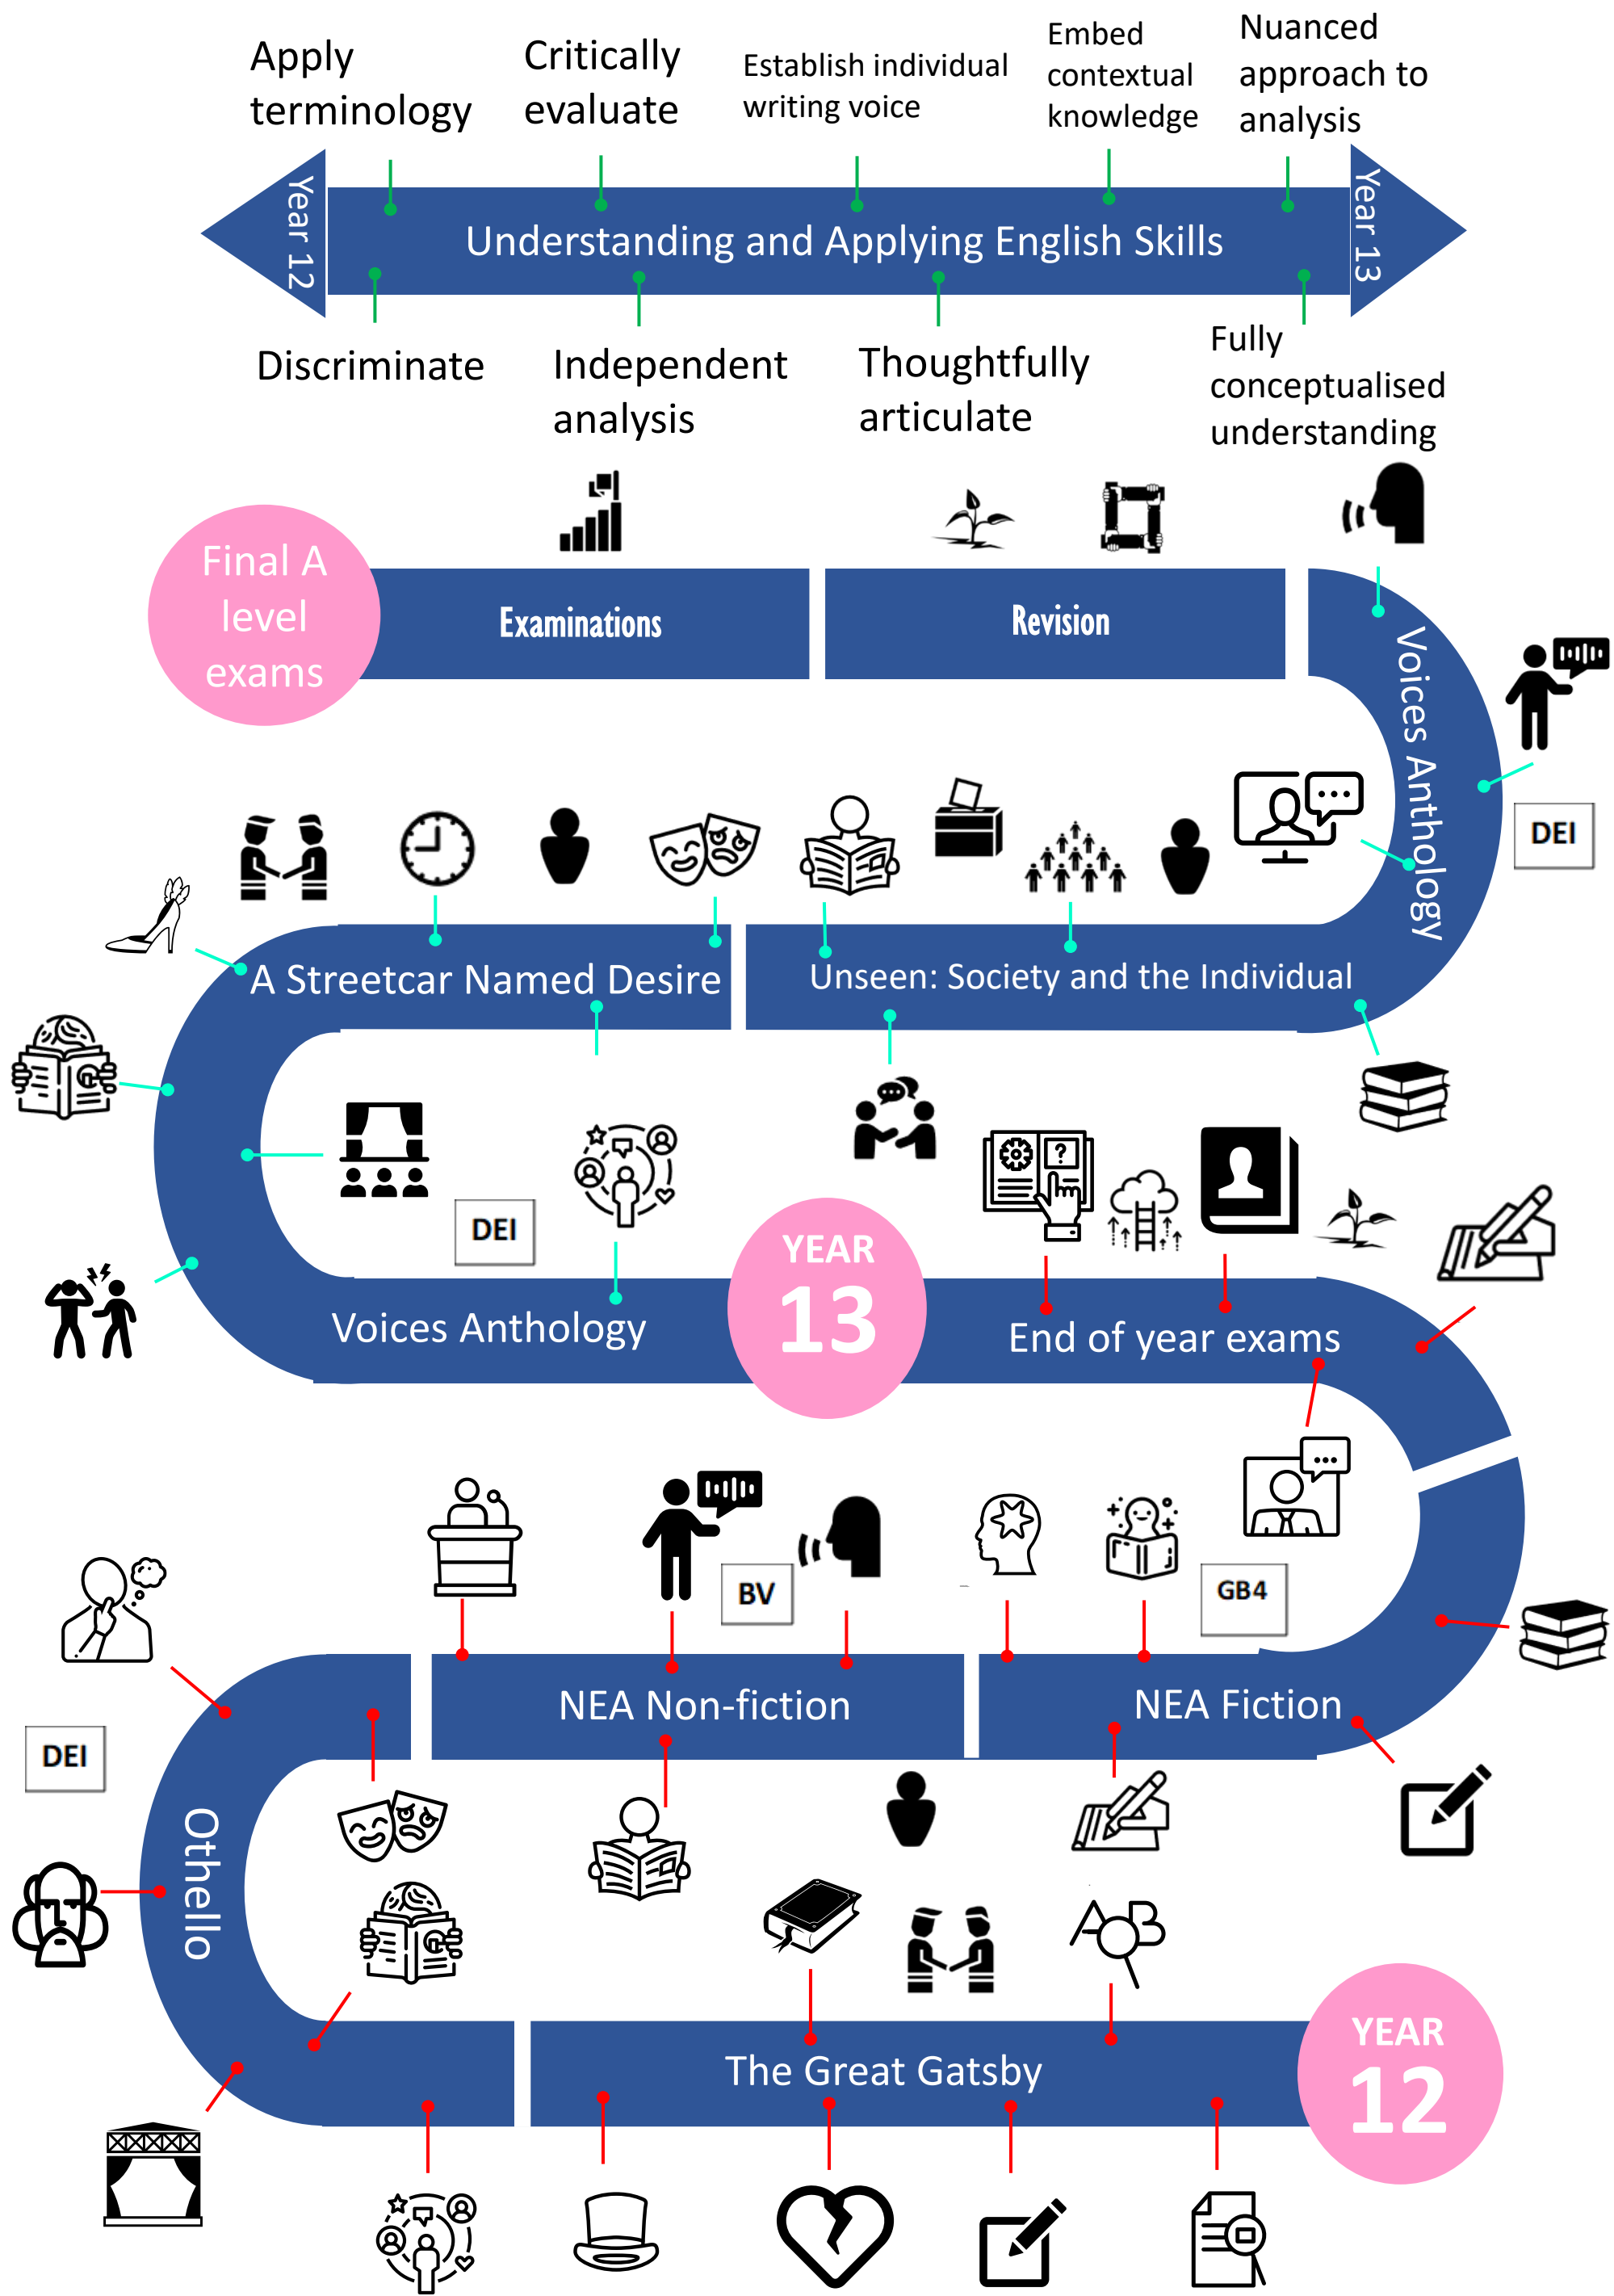 Apply
terminology
Critically
evaluate
Establish individual
writing voice
Embed
contextual
knowledge
Nuanced
approach to
analysis
Year 12
Understanding and Applying English Skills
Year 13
Discriminate
Independent
analysis
Thoughtfully
articulate
Fully
conceptualised
understanding
Final A
level
exams
Examinations
Revision
Voices Anthology
DEI
A Streetcar Named Desire
Unseen: Society and the Individual
DEI
Voices Anthology
YEAR
13
End of year exams
?
BV
GB4
NEA Non-fiction
NEA Fiction
DEI
Othello
A
B
The Great Gatsby
YEAR
12